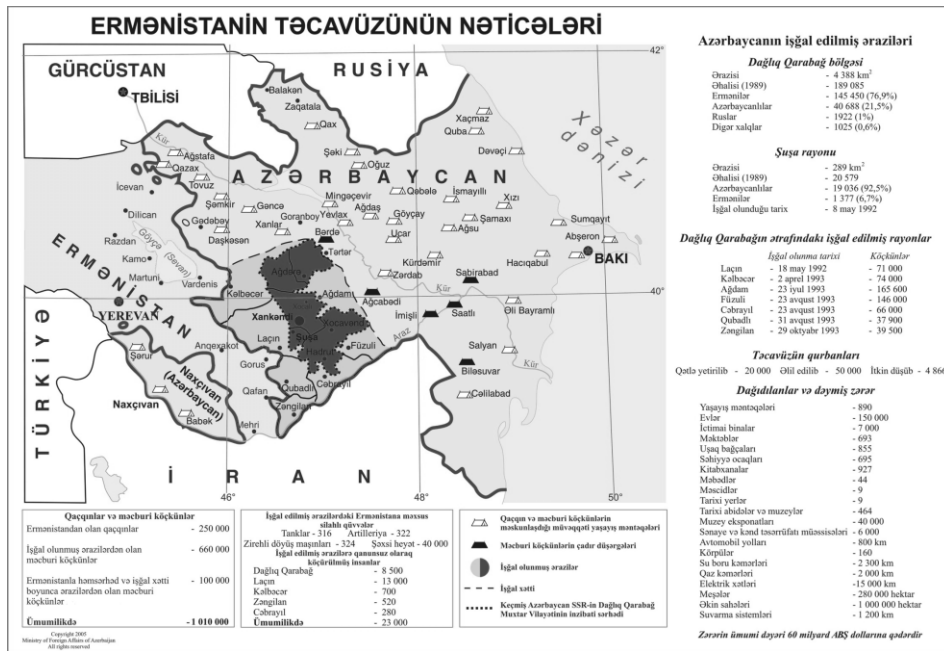 ERMƏNİSTANİN TƏCAVÜZÜNÜN NƏTİCƏLƏRİ
GÜRCÜSTAN
RUSİYA
42°
TBİLİSİ
Balakən
Zaqatala
Qax
Xaçmaz
Quba
Dəvəçi
Xəzər
dənizi
Kür
Ağstafa
Qazax
Tovuz
Şəki
Oğuz
AZƏRBAYCAN
İcevan
Şəmkir
Gəncə
Mingəçevir
Qəbələ
İsmayıllı
Xızı
Dilican
Gədəbəy
Xanlar
Goranboy
Yevlax
Ağdaş
Göyçay
Şamaxı
Sumqayıt
Razdan
Daşkəsən
Bərdə
Ucar
Ağsu
Abşeron
Kamo
Göyçə
(Sevan)
Tərtər
Kürdəmir
Hacıqabul
BAKI
Martuni
Vardenis
Ağdərə
Zərdab
Sabirabad
ERMƏNİSTAN
Kəlbəcər
Ağdam
Kür
40°
YEREVAN
Ağcabədi
Xankəndi
Xocavənd
İmişli
Saatlı
Əli Bayramlı
TÜRKİYƏ
Şərur
Anqexakot
Laçın
Şuşa
Füzuli
Araz
Salyan
Gorus
Hadrut
Kür
Naxçıvan
(Azərbaycan)
Qafan
Qubadlı
Cəbrayıl
Biləsuvar
Naxçıvan
Babək
Zəngilan
Cəlilabad
Mehri
İRAN
46°
48°
50°
Qaçqınlar və məcburi köçkünlər
Ermənistandan olan qaçqınlar - 250 000
İşğal olunmuş ərazilərdən olan
məcburi köçkünlər - 660 000
Ermənistanla həmsərhəd və işğal xətti
boyunca ərazilərdən olan məcburi
köçkünlər - 100 000
Ümumilikdə - 1 010 000
Copyright 2005
Ministry of Foreign Affairs of Azerbaijan
All rights reserved
İşğal edilmiş ərazilərdəki Ermənistana məxsus
silahlı qüvvələr
Tanklar - 316 Artilleriya - 322
Zirehli döyüş maşınları - 324 Şəxsi heyət - 40 000
İşğal edilmiş ərazilərə qanunsuz olaraq
köçürülmüş insanlar
Dağlıq Qarabağ - 8 500
Laçın - 13 000
Kəlbəcər - 700
Zəngilan - 520
Cəbrayıl - 280
Ümumilikdə - 23 000
Qaçqın və məcburi köçkünlərin
məskunlaşdığı müvəqqəti yaşayış məntəqələri
Məcburi köçkünlərin çadır düşərgələri
İşğal olunmuş ərazilər
İşğal xətti
Keçmiş Azərbaycan SSR-in Dağlıq Qarabağ
Muxtar Vilayətinin inzibati sərhədi
Azərbaycanın işğal edilmiş əraziləri
Dağlıq Qarabağ bölgəsi
Ərazisi - 4 388 km²
Əhalisi (1989) - 189 085
Ermənilər - 145 450 (76,9%)
Azərbaycanlılar - 40 688 (21,5%)
Ruslar - 1922 (1%)
Digər xalqlar - 1025 (0,6%)
Şuşa rayonu
Ərazisi - 289 km²
Əhalisi (1989) - 20 579
Azərbaycanlılar - 19 036 (92,5%)
Ermənilər - 1 377 (6,7%)
İşğal olunduğu tarix - 8 may 1992
Dağlıq Qarabağın ətrafındakı işğal edilmiş rayonlar
İşğal olunma tarixi Köçkünlər
Laçın - 18 may 1992 - 71 000
Kəlbəcər - 2 aprel 1993 - 74 000
Ağdam - 23 iyul 1993 - 165 600
Füzuli - 23 avqust 1993 - 146 000
Cəbrayıl - 23 avqust 1993 - 66 000
Qubadlı - 31 avqust 1993 - 37 900
Zəngilan - 29 oktyabr 1993 - 39 500
Təcavüzün qurbanları
Qətlə yetirilib - 20 000 Əlil edilib - 50 000 İtkin düşüb - 4 866
Dağıdılanlar və dəymiş zərər
Yaşayış məntəqələri - 890
Evlər - 150 000
İctimai binalar - 7 000
Məktəblər - 693
Uşaq bağçaları - 855
Səhiyyə ocaqları - 695
Kitabxanalar - 927
Məbədlər - 44
Məscidlər - 9
Tarixi yerlər - 9
Tarixi abidələr və muzeylər - 464
Muzey eksponatları - 40 000
Sənaye və kənd təsərrüfatı müəssisələri - 6 000
Avtomobil yolları - 800 km
Körpülər - 160
Su boru kəmərləri - 2 300 km
Qaz kəmərləri - 2 000 km
Elektrik xətləri -15 000 km
Meşələr - 280 000 hektar
Əkin sahələri - 1 000 000 hektar
Suvarma sistemləri - 1 200 km
Zərərin ümumi dəyəri 60 milyard ABŞ dollarına qədərdir